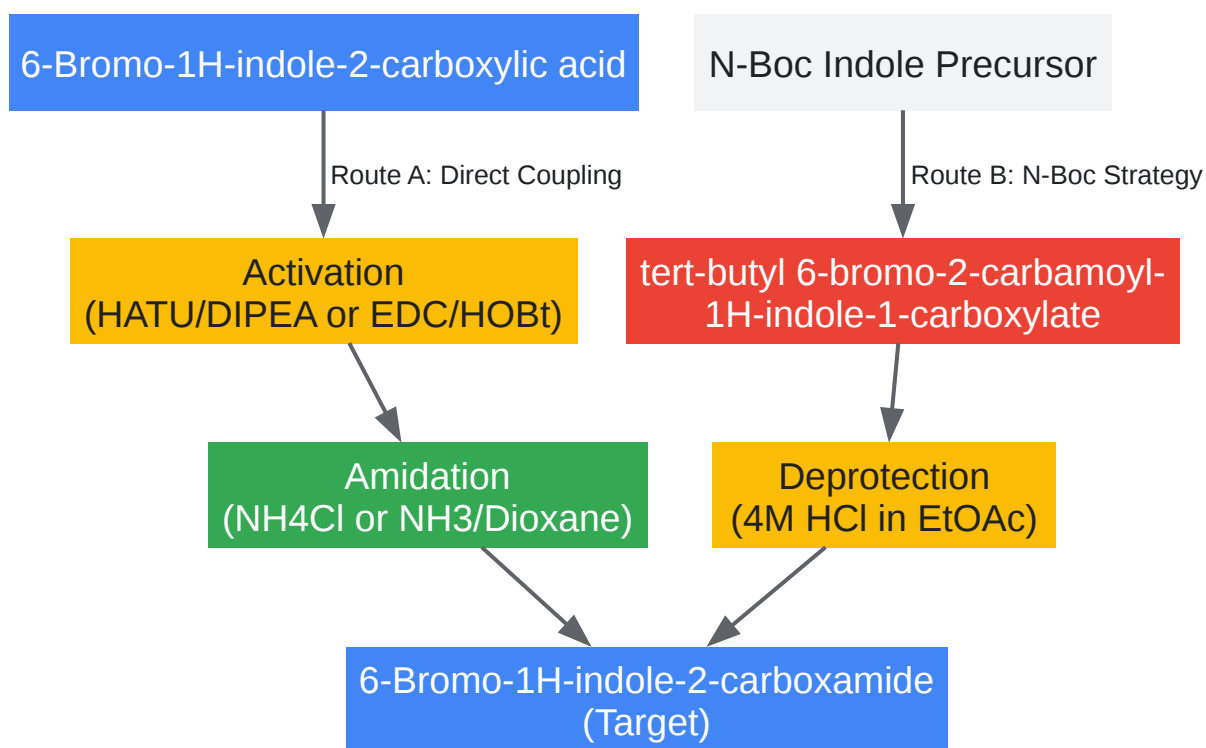 6-Bromo-1H-indole-2-carboxylic acid
N-Boc Indole Precursor
Route A: Direct Coupling
Route B: N-Boc Strategy
Activation
(HATU/DIPEA or EDC/HOBt)
tert-butyl 6-bromo-2-carbamoyl-
1H-indole-1-carboxylate
Amidation
(NH4Cl or NH3/Dioxane)
Deprotection
(4M HCl in EtOAc)
6-Bromo-1H-indole-2-carboxamide
(Target)